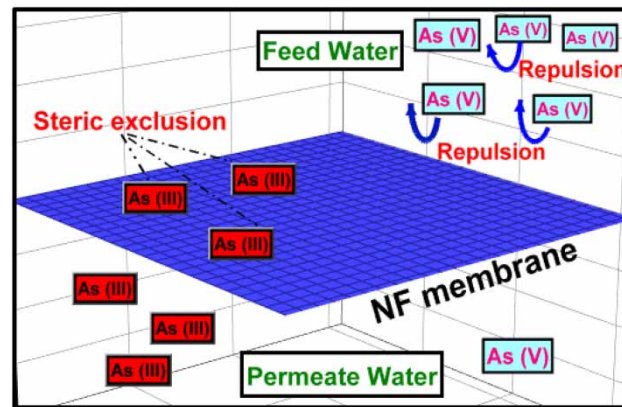 As (V)
As (V)
As (V)
Feed Water
Repulsion
As (V)
As (V)
Steric exclusion
Repulsion
As (III)
As (III)
As (III)
NF membrane
As (III)
As (III)
As (V)
As (III)
Permeate Water